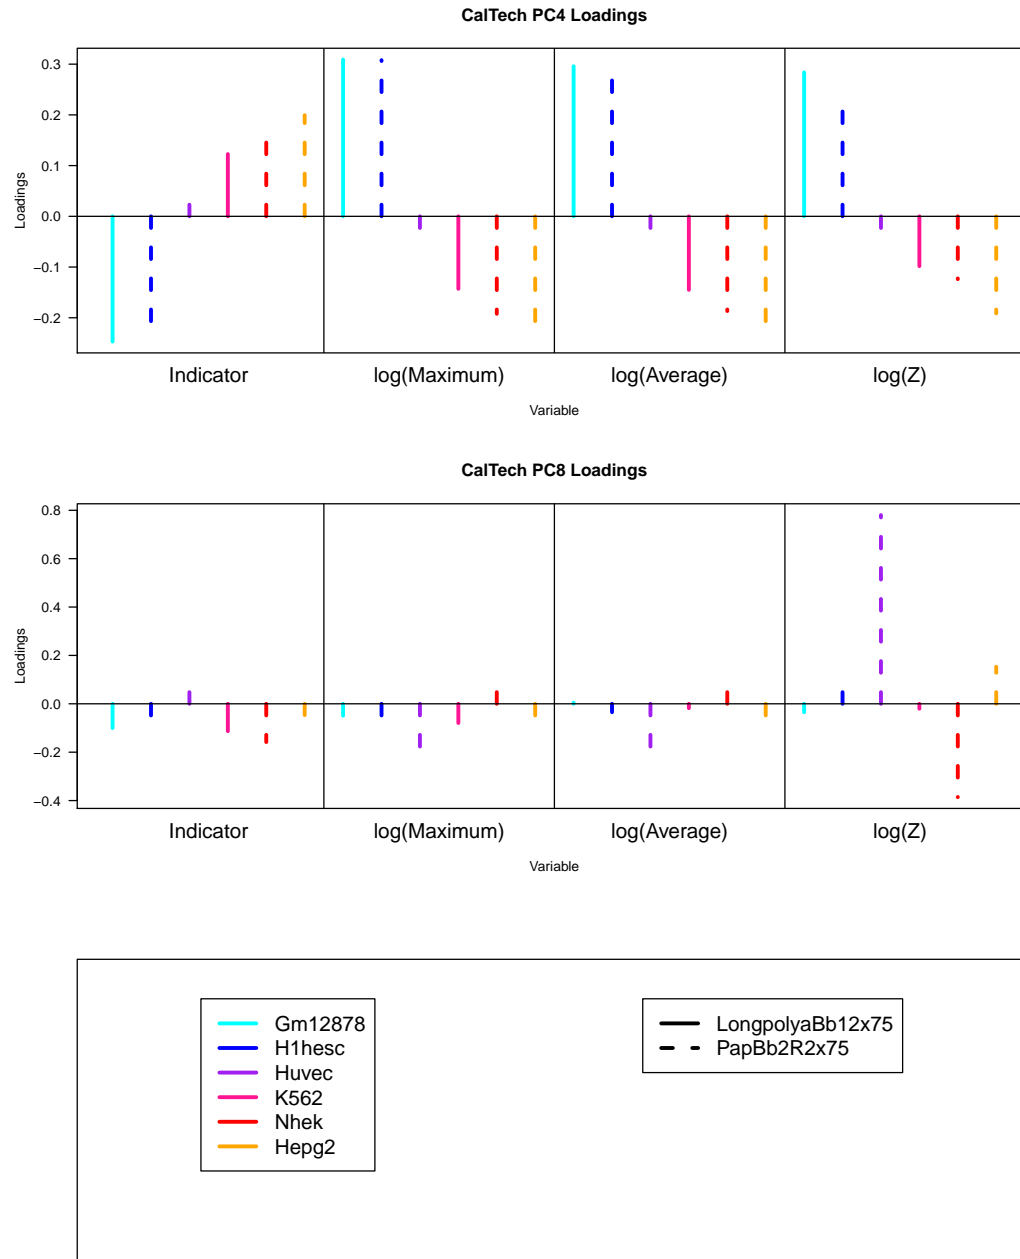 CalTech PC4 Loadings
Loadings
0.3
0.2
0.1
0.0
−0.1
−0.2
Indicator log(Maximum) log(Average) log(Z)
Variable
CalTech PC8 Loadings
Loadings
0.8
0.6
0.4
0.2
0.0
−0.2
−0.4
Indicator log(Maximum) log(Average) log(Z)
Variable
Gm12878
H1hesc
Huvec
K562
Nhek
Hepg2
LongpolyaBb12x75
PapBb2R2x75